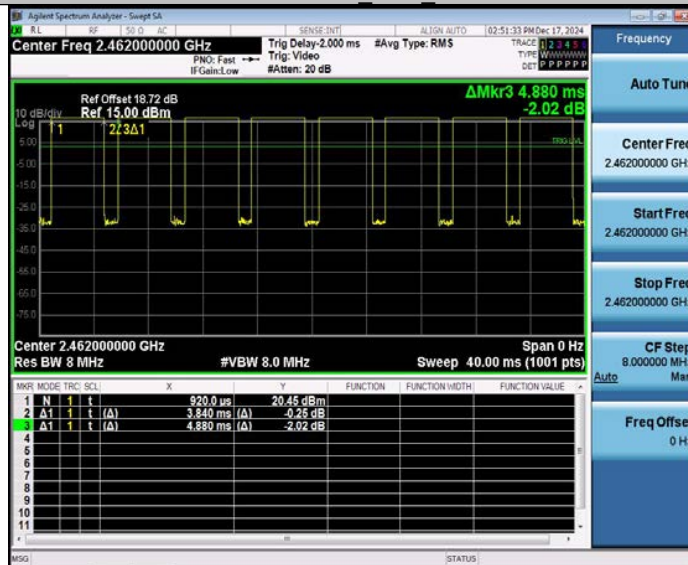 Agilent Spectrum Analyzer - Swept SA
RL RF 50 Ω AC SENSE:INT ALIGN AUTO 02:51:33 PM Dec 17, 2024
Center Freq 2.462000000 GHz
Trig Delay-2.000 ms #Avg Type: RMS
TRACE 1 2 3 4 5 6
PNO: Fast Trig: Video
TYPE
IFGain:Low #Atten: 20 dB
DET P P P P P P
ΔMkr3 4.880 ms
-2.02 dB
Ref Offset 18.72 dB
10 dB/div Ref 15.00 dBm
Log
1 2 3Δ1
5.00
TRIG LVL
-5.00
-15.0
-25.0
-35.0
-45.0
-55.0
-65.0
-75.0
Center 2.462000000 GHz Span 0 Hz
Res BW 8 MHz #VBW 8.0 MHz Sweep 40.00 ms (1001 pts)
MKR MODE TRC SCL X Y FUNCTION FUNCTION WIDTH FUNCTION VALUE
1 N 1 t 920.0 µs 20.45 dBm
2 Δ1 1 t (Δ) 3.840 ms (Δ) -0.25 dB
3 Δ1 1 t (Δ) 4.880 ms (Δ) -2.02 dB
4
5
6
7
8
9
10
11
MSG STATUS
Frequency
Auto Tune
Center Freq
2.462000000 GHz
Start Freq
2.462000000 GHz
Stop Freq
2.462000000 GHz
CF Step
8.000000 MHz
Auto Man
Freq Offset
0 Hz